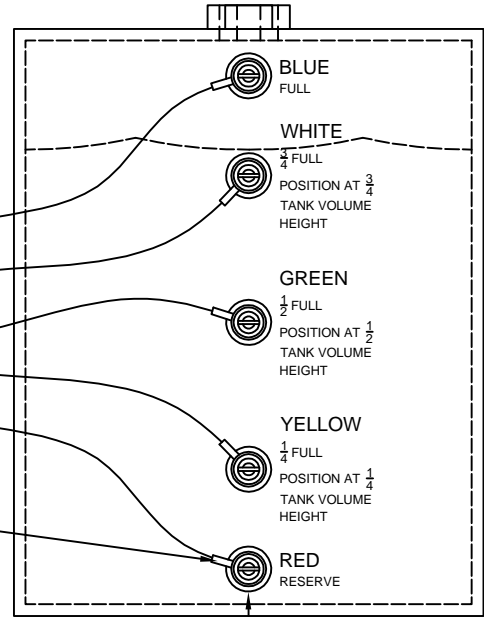 BLUE
FULL
WHITE
3/4 FULL
POSITION AT 3/4
TANK VOLUME
HEIGHT
GREEN
1/2 FULL
POSITION AT 1/2
TANK VOLUME
HEIGHT
YELLOW
1/4 FULL
POSITION AT 1/4
TANK VOLUME
HEIGHT
RED
RESERVE